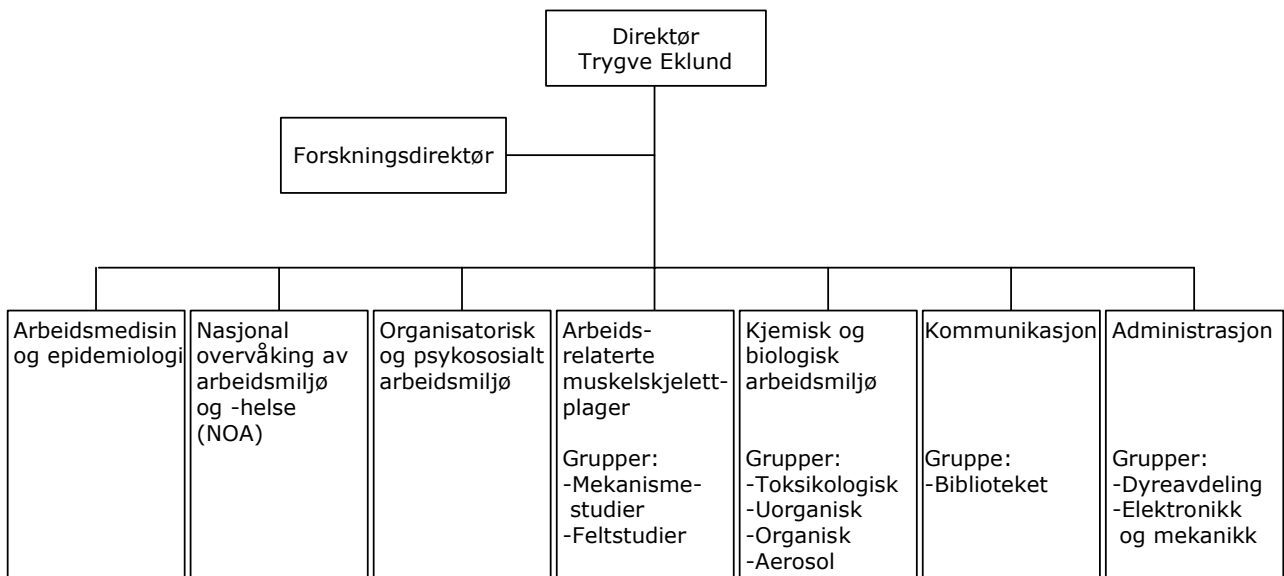 Direktør
Trygve Eklund
Forskningsdirektør
Arbeidsmedisin
og epidemiologi
Nasjonal
overvåking av
arbeidsmiljø
og -helse
(NOA)
Organisatorisk
og psykososialt
arbeidsmiljø
Arbeids-
relaterte
muskelskjelett-
plager
Grupper:
-Mekanisme-
studier
-Feltstudier
Kjemisk og
biologisk
arbeidsmiljø
Grupper:
-Toksikologisk
-Uorganisk
-Organisk
-Aerosol
Kommunikasjon
Gruppe:
-Biblioteket
Administrasjon
Grupper:
-Dyreavdeling
-Elektronikk
og mekanikk